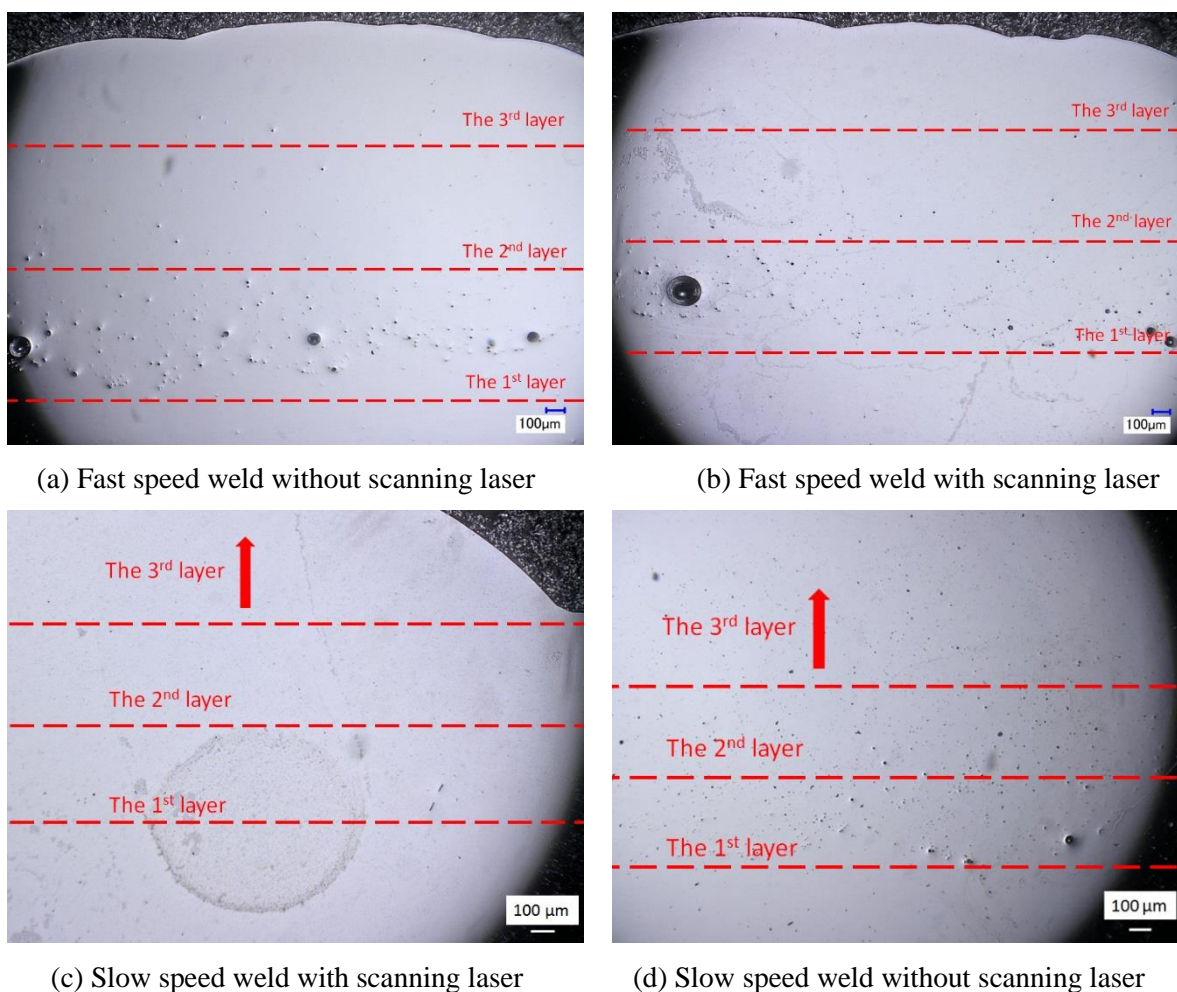 The 3rd layer
The 2nd layer
The 1st layer
100μm
The 3rd layer
The 2nd layer
The 1st layer
100μm
(a) Fast speed weld without scanning laser
(b) Fast speed weld with scanning laser
The 3rd layer
The 2nd layer
The 1st layer
100 μm
The 3rd layer
The 2nd layer
The 1st layer
100 μm
(c) Slow speed weld with scanning laser
(d) Slow speed weld without scanning laser